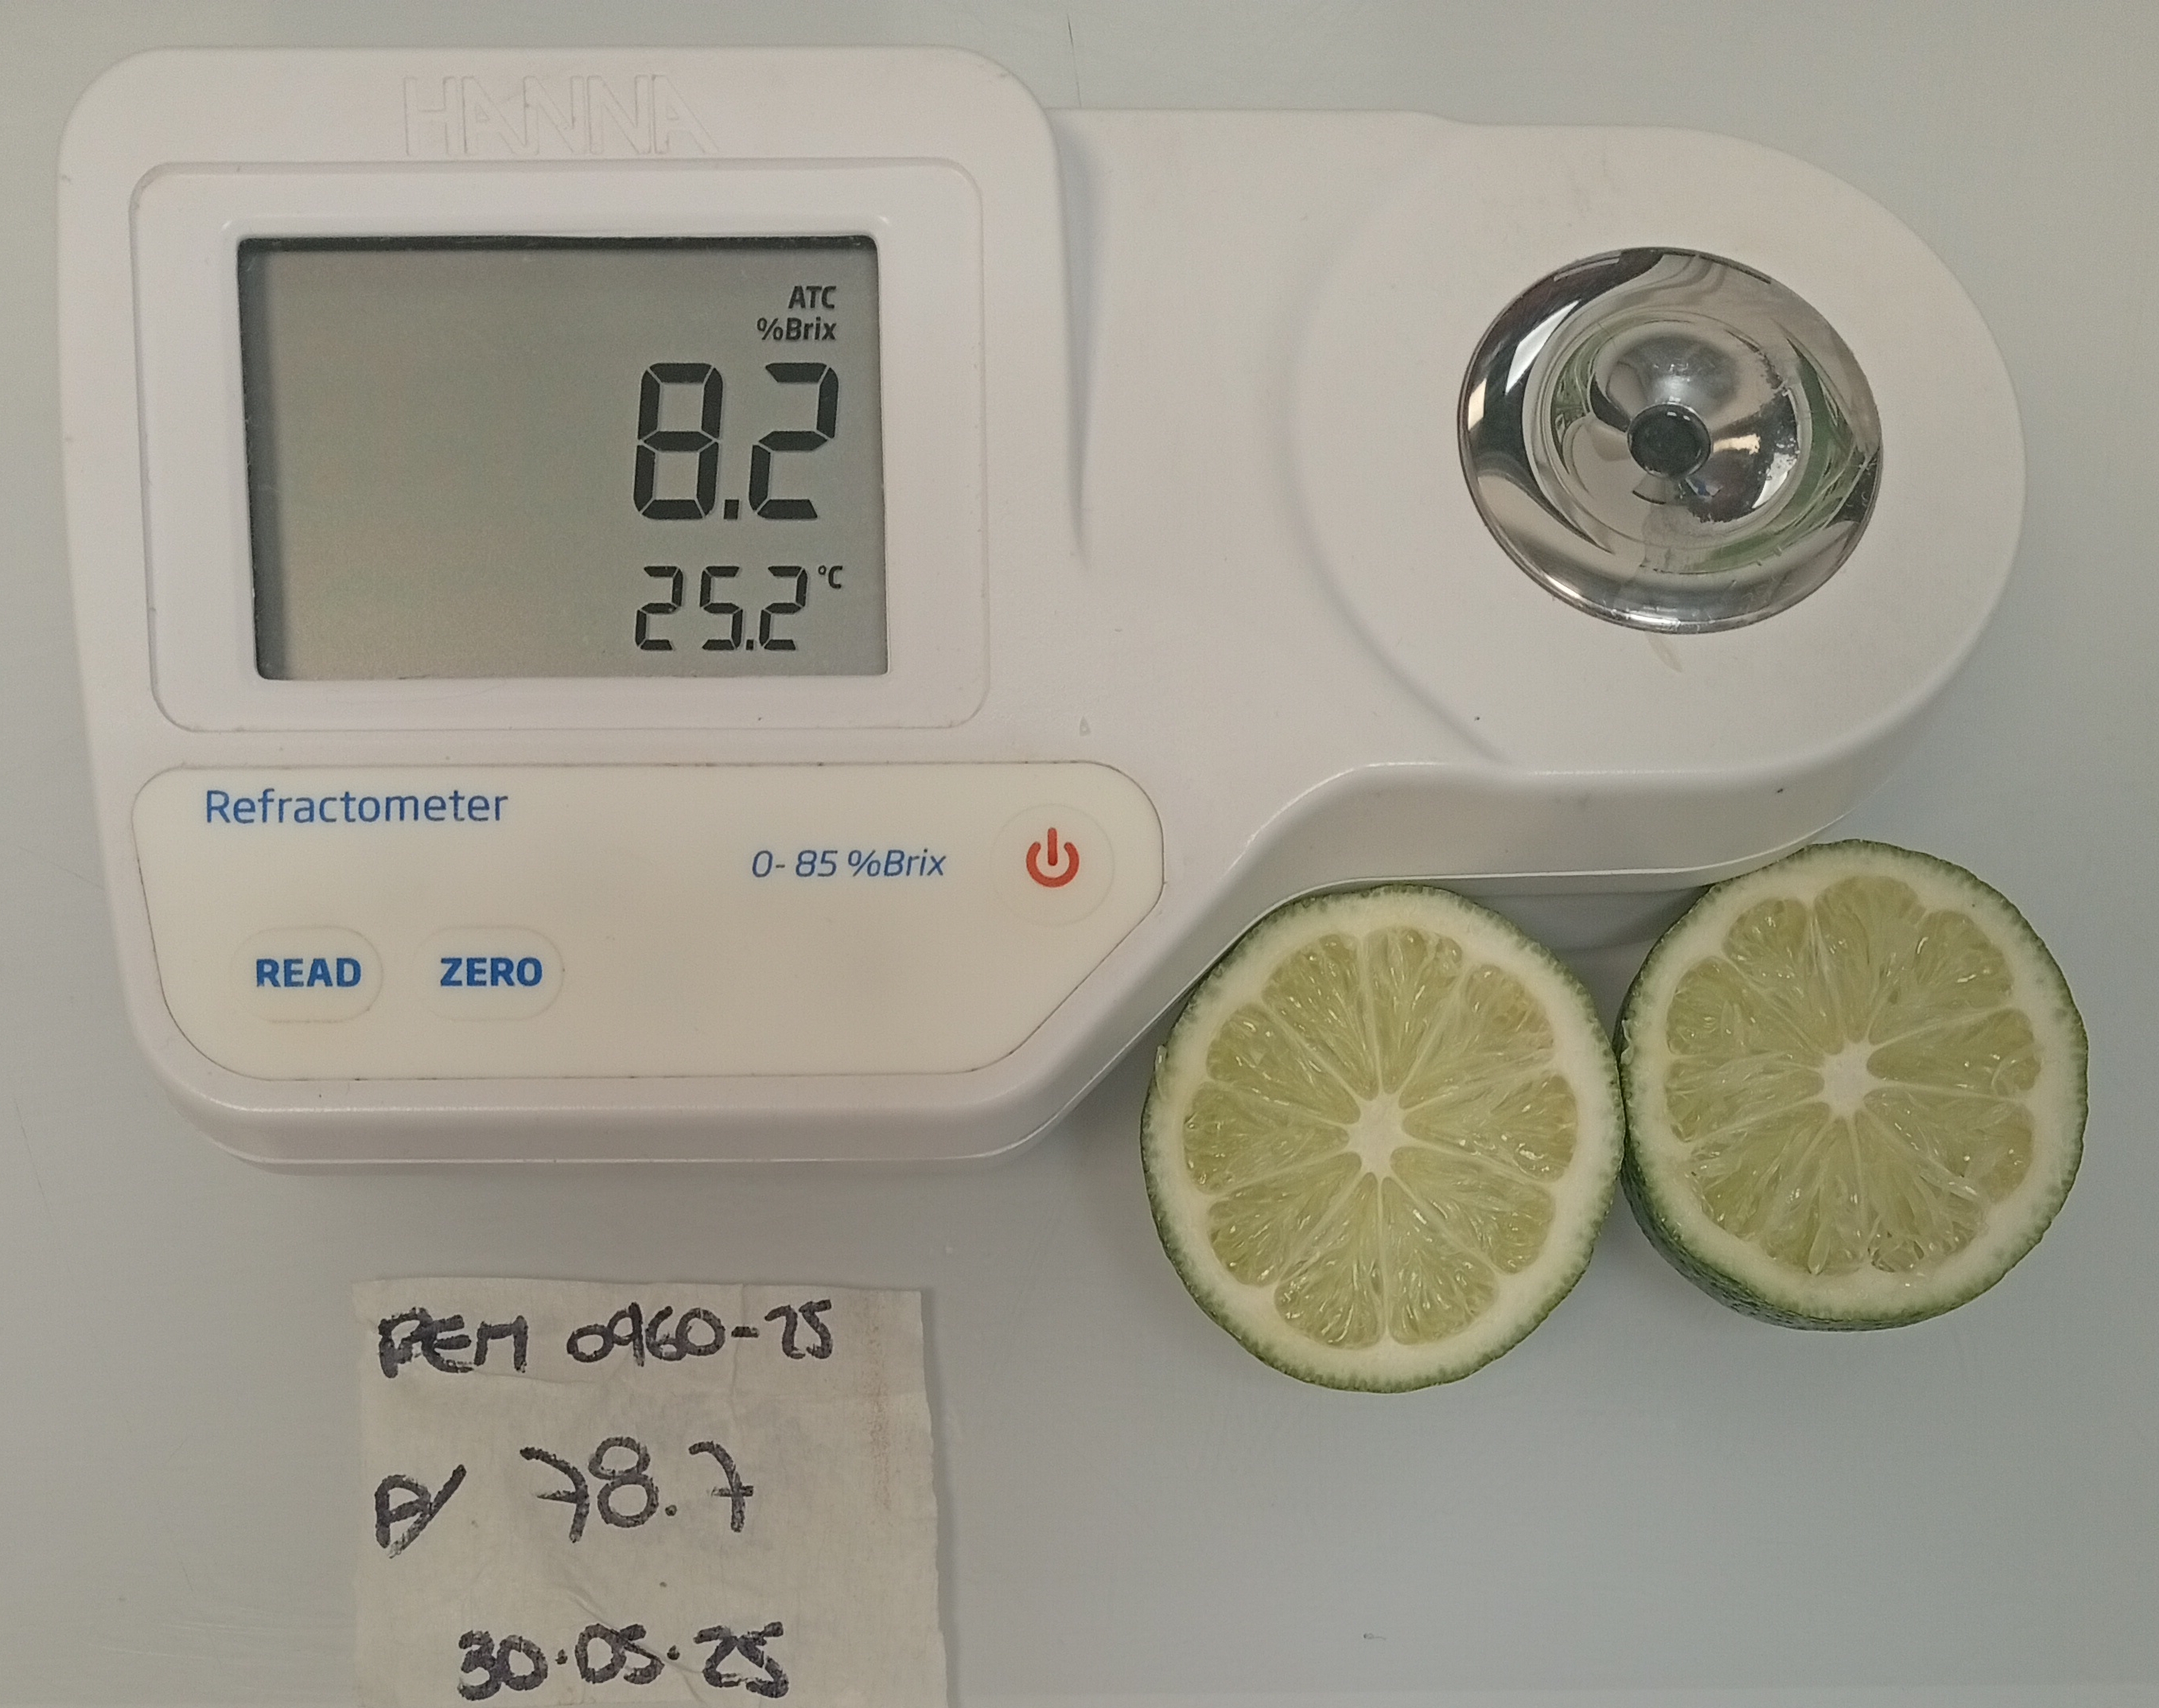 HANNA
ATC
%Brix
8.2
25.2 °C
Refractometer
0-85 %Brix
READ
ZERO
REM 0960-25
P/ 78.7
30.05.25